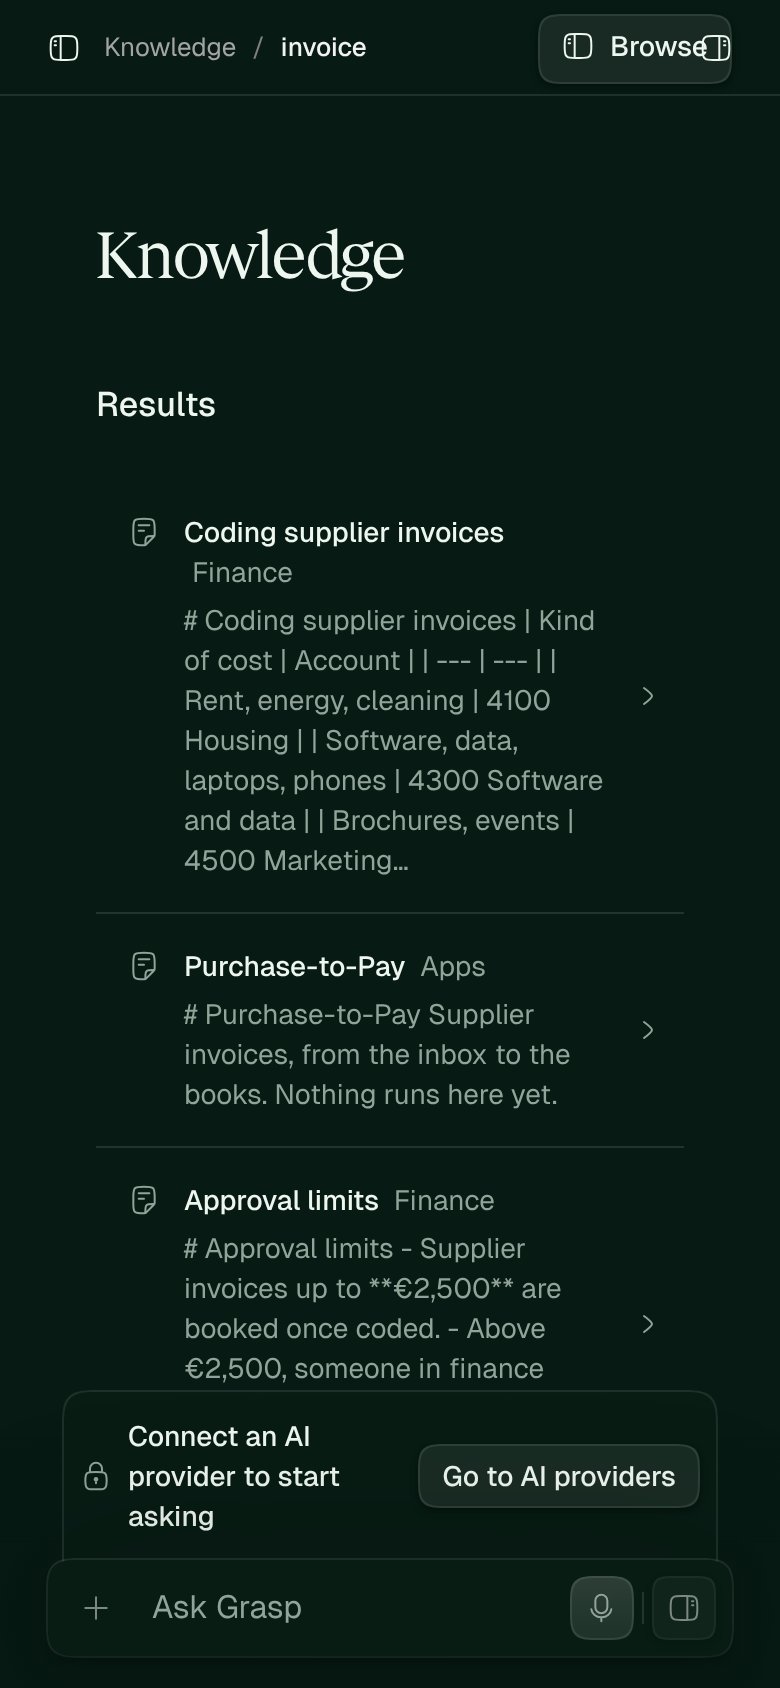 Knowledge / invoice
Browse
Knowledge
Results
Coding supplier invoices
Finance
# Coding supplier invoices | Kind
of cost | Account | | --- | --- | |
Rent, energy, cleaning | 4100
Housing | | Software, data,
laptops, phones | 4300 Software
and data | | Brochures, events |
4500 Marketing...
Purchase-to-Pay Apps
# Purchase-to-Pay Supplier
invoices, from the inbox to the
books. Nothing runs here yet.
Approval limits Finance
# Approval limits - Supplier
invoices up to **€2,500** are
booked once coded. - Above
€2,500, someone in finance
Connect an AI
provider to start
asking
Go to AI providers
Ask Grasp